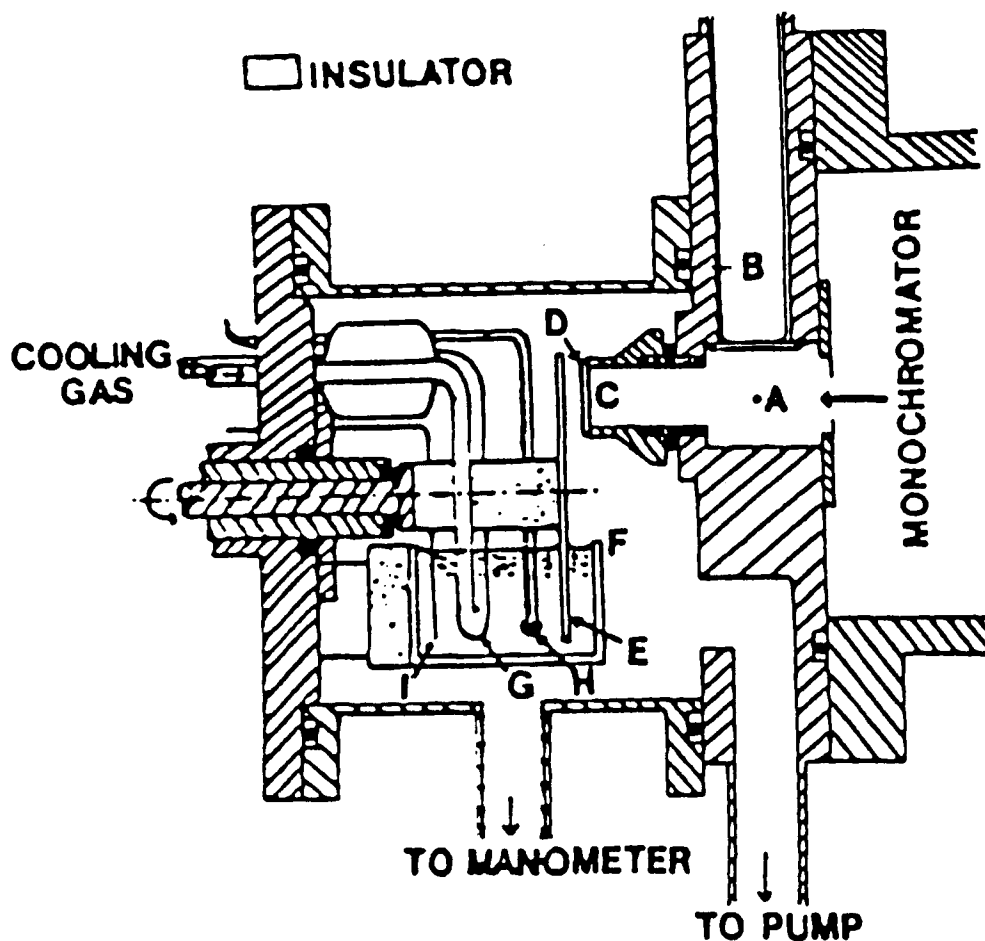 INSULATOR
B
D
COOLING
GAS
C
A
MONOCHROMATOR
F
E
I
G
H
TO MANOMETER
TO PUMP